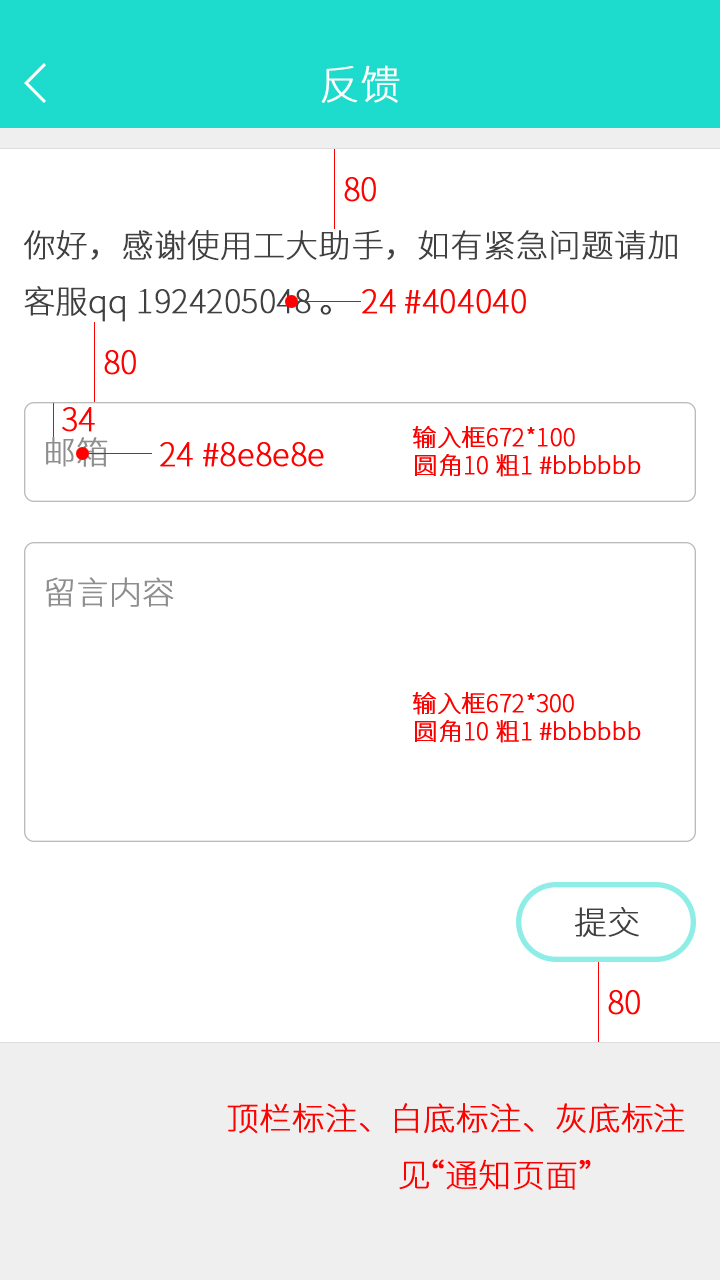 反馈
80
你好，感谢使用工大助手，如有紧急问题请加
客服qq 1924205048 。 24 #404040
80
34
邮箱 24 #8e8e8e
输入框672*100
圆角10 粗1 #bbbbbb
留言内容
输入框672*300
圆角10 粗1 #bbbbbb
提交
80
顶栏标注、白底标注、灰底标注
见“通知页面”